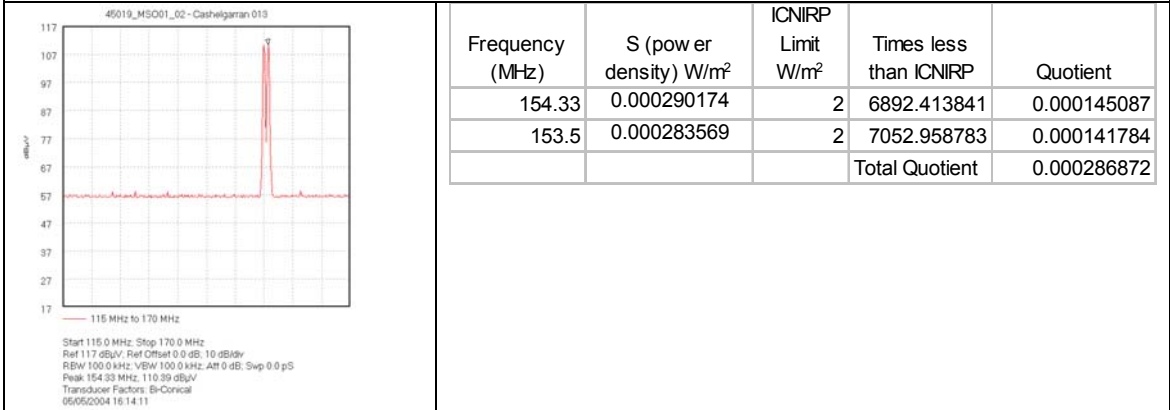 45019_MSO01_02 - Cashelgarran 013
117
107
97
87
77
67
57
47
37
27
17
dBµV
115 MHz to 170 MHz
Start 115.0 MHz; Stop 170.0 MHz
Ref 117 dBµV; Ref Offset 0.0 dB; 10 dB/div
RBW 100.0 kHz; VBW 100.0 kHz; Att 0 dB; Swp 0.0 pS
Peak 154.33 MHz, 110.39 dBµV
Transducer Factors: Bi-Conical
05/05/2004 16:14:11
Frequency (MHz) S (pow er density) W/m² ICNIRP Limit W/m² Times less than ICNIRP Quotient
154.33 0.000290174 2 6892.413841 0.000145087
153.5 0.000283569 2 7052.958783 0.000141784
Total Quotient 0.000286872